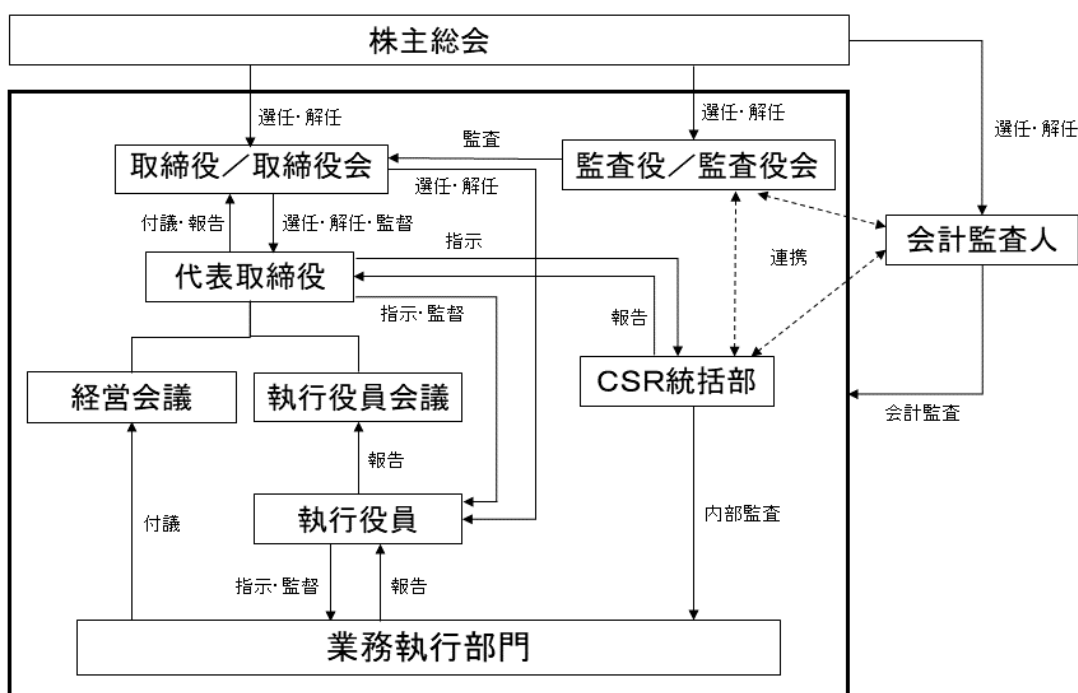 株主総会
選任・解任
選任・解任
選任・解任
監査
取締役／取締役会
監査役／監査役会
選任・解任
付議・報告
選任・解任・監督
指示
連携
会計監査人
代表取締役
指示・監督
報告
経営会議
執行役員会議
CSR統括部
会計監査
報告
執行役員
付議
内部監査
指示・監督
報告
業務執行部門